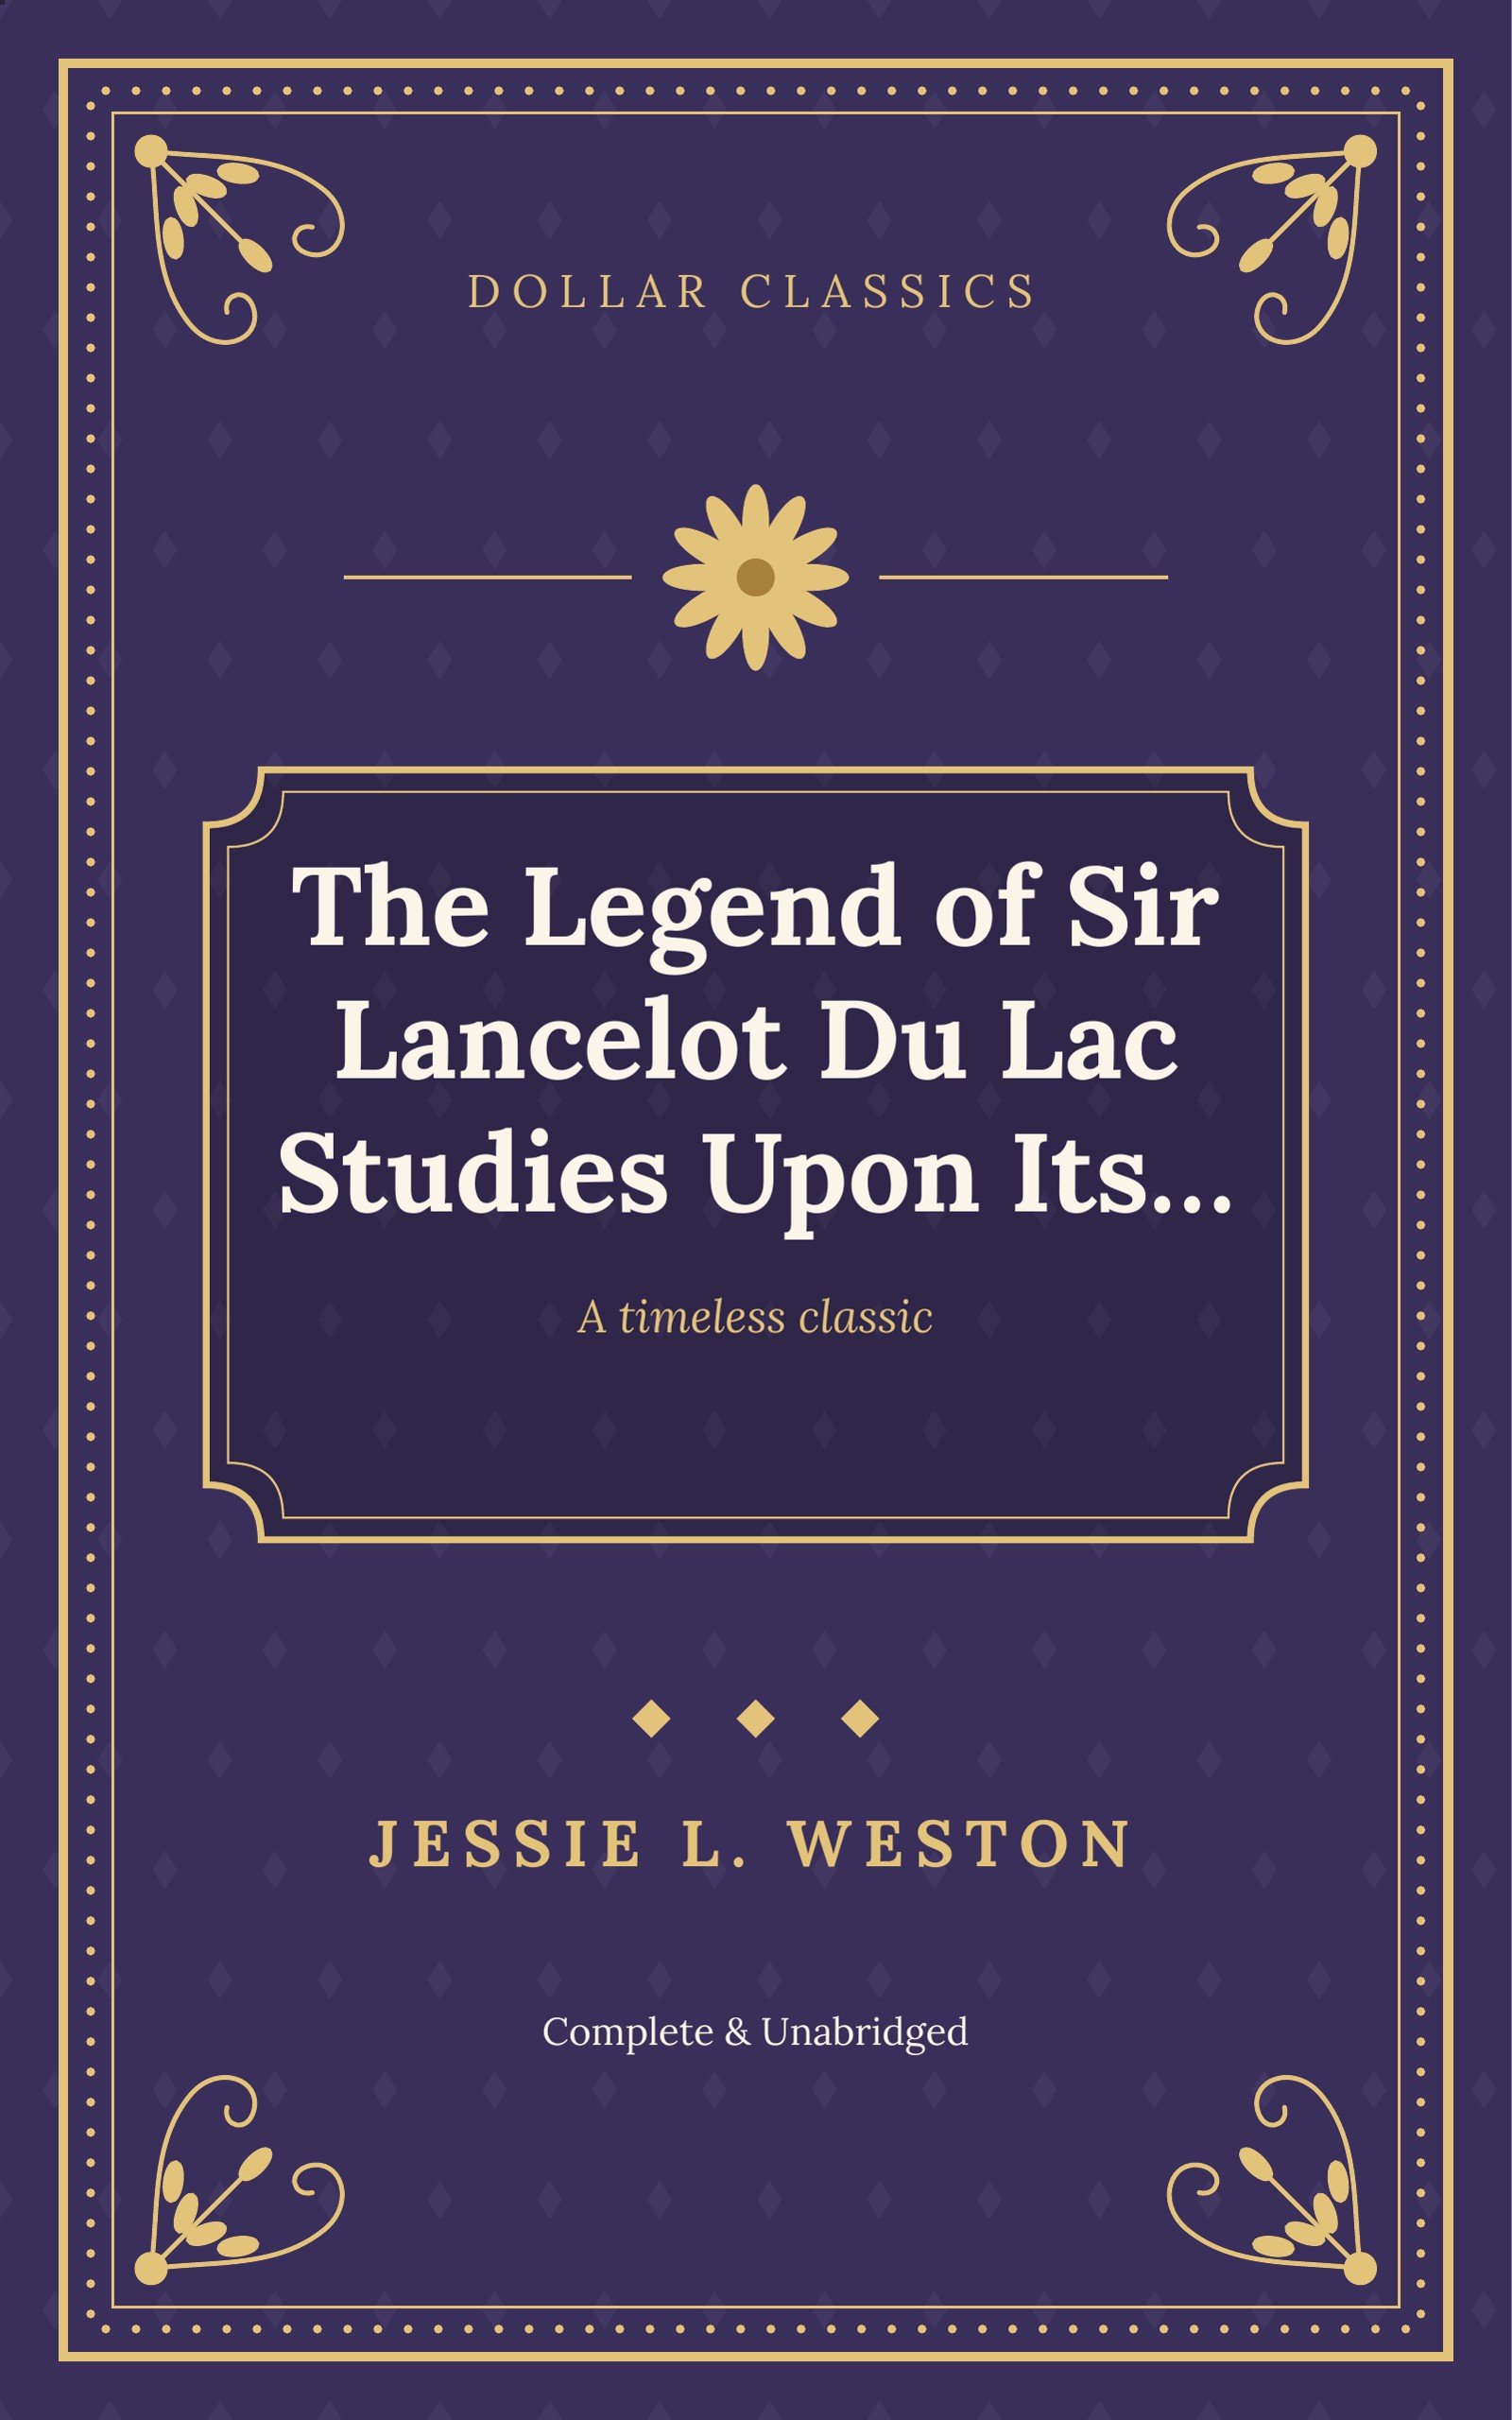 DOLLAR CLASSICS
The Legend of Sir
Lancelot Du Lac
Studies Upon Its...
A timeless classic
JESSIE L. WESTON
Complete & Unabridged